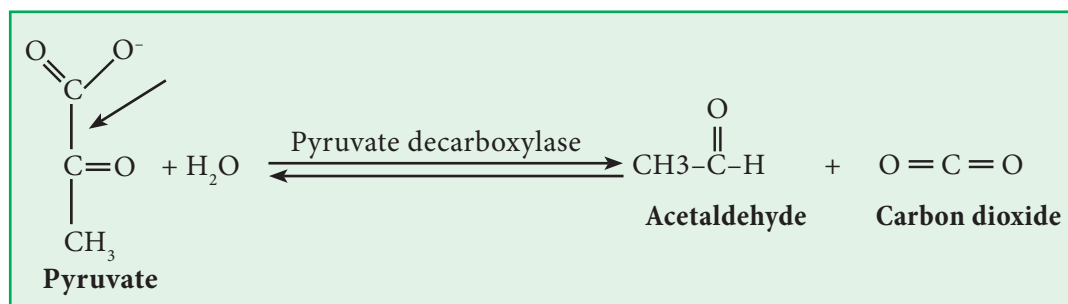 O O⁻
C
C=O + H₂O Pyruvate decarboxylase O
CH3–C–H + O=C=O
CH₃
Acetaldehyde Carbon dioxide
Pyruvate